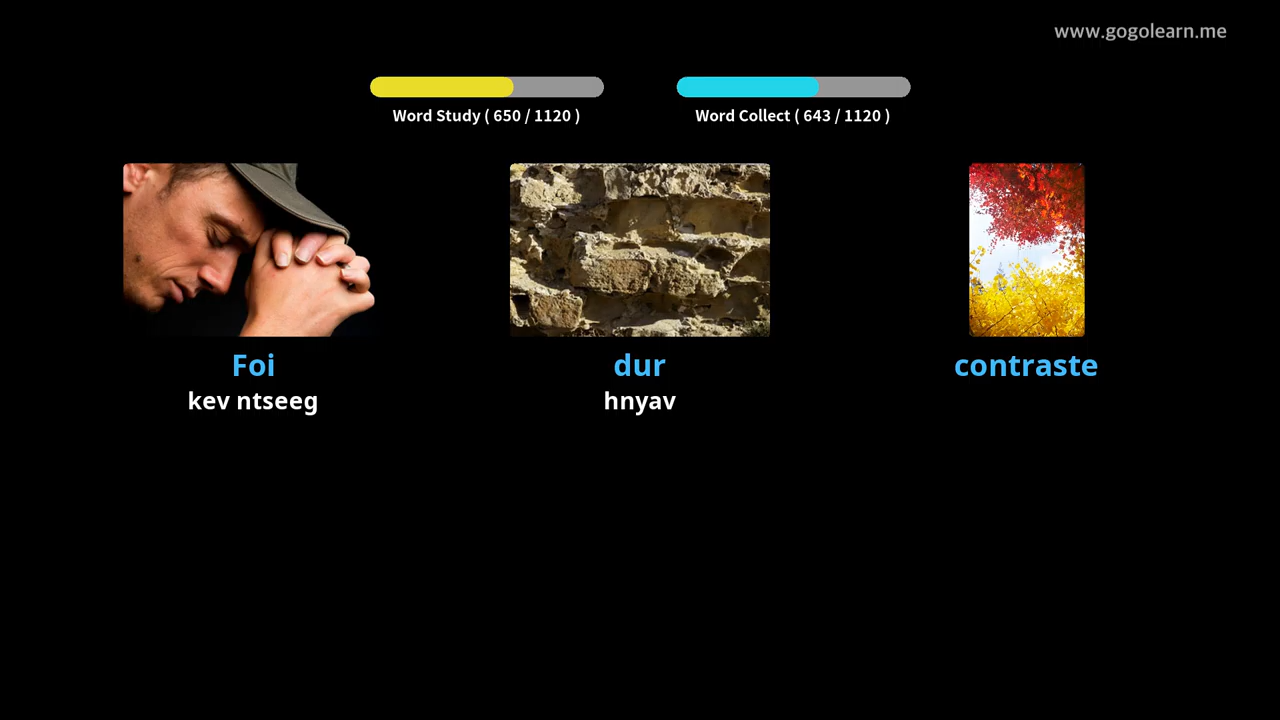 www.gogolearn.me
Word Study ( 650 / 1120 )
Word Collect ( 643 / 1120 )
Foi
kev ntseeg
dur
hnyav
contraste